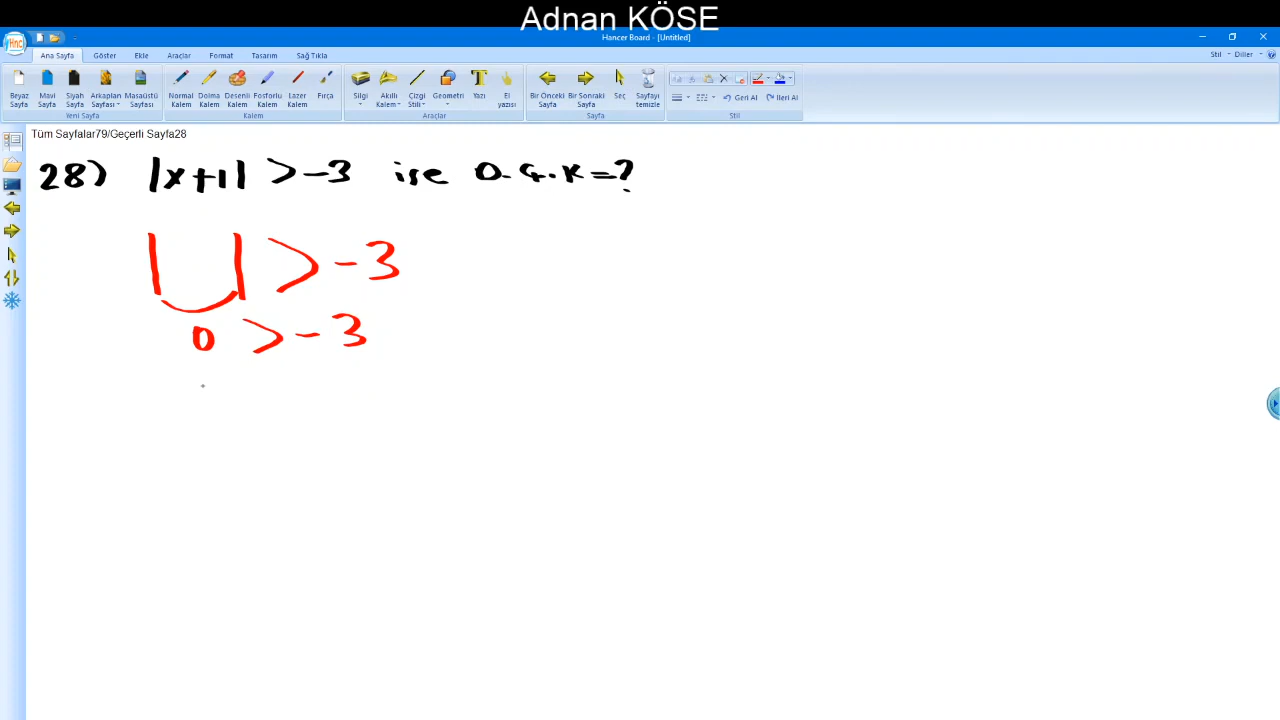 Adnan KÖSE
Hancer Board - [Untitled]
Hnc
Ana Sayfa Göster Ekle Araçlar Format Tasarım Sağ Tıkla Stil Diller
Beyaz Sayfa Mavi Sayfa Siyah Sayfa Arkaplan Sayfası Masaüstü Sayfası Normal Kalem Dolma Kalem Desenli Kalem Fosforlu Kalem Lazer Kalem Fırça Silgi Akıllı Kalem Çizgi Stili Geometri Yazı El yazısı Bir Önceki Sayfa Bir Sonraki Sayfa Seç Sayfayı temizle Geri Al İleri Al
Yeni Sayfa Kalem Araçlar Sayfa Stil
Tüm Sayfalar79/Geçerli Sayfa28
28) |x+1| > -3 ise Ö.Ç.K=?
| | > -3
0 > -3